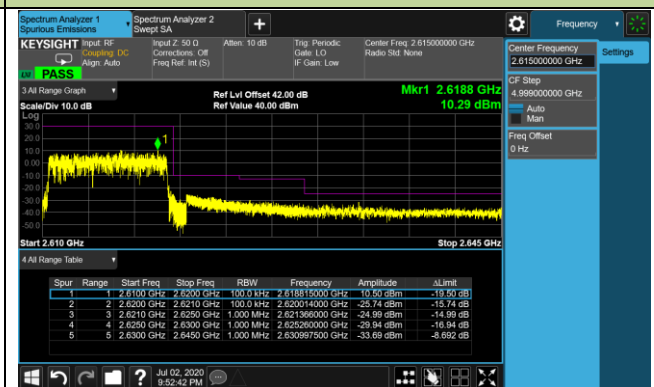 Spectrum Analyzer 1
Spurious Emissions
Spectrum Analyzer 2
Swept SA
+
Frequency
KEYSIGHT
Input: RF
Coupling: DC
Align: Auto
Input Z: 50 Ω
Corrections: Off
Freq Ref: Int (S)
Atten: 10 dB
Trig: Periodic
Gate: LO
IF Gain: Low
Center Freq: 2.615000000 GHz
Radio Std: None
LXI PASS
Center Frequency
2.615000000 GHz
Settings
CF Step
4.999000000 GHz
Auto
Man
Freq Offset
0 Hz
3 All Range Graph
Scale/Div 10.0 dB
Ref Lvl Offset 42.00 dB
Ref Value 40.00 dBm
Mkr1 2.6188 GHz
10.29 dBm
Log
30.0
20.0
10.0
0.00
-10.0
-20.0
-30.0
-40.0
-50.0
1
Start 2.610 GHz
Stop 2.645 GHz
4 All Range Table
Spur Range Start Freq Stop Freq RBW Frequency Amplitude ΔLimit
1 1 2.6100 GHz 2.6200 GHz 100.0 kHz 2.618815000 GHz 10.50 dBm -19.50 dB
2 2 2.6200 GHz 2.6210 GHz 100.0 kHz 2.620014000 GHz -25.74 dBm -15.74 dB
3 3 2.6210 GHz 2.6250 GHz 1.000 MHz 2.621366000 GHz -24.99 dBm -14.99 dB
4 4 2.6250 GHz 2.6300 GHz 1.000 MHz 2.625260000 GHz -29.94 dBm -16.94 dB
5 5 2.6300 GHz 2.6450 GHz 1.000 MHz 2.630997500 GHz -33.69 dBm -8.692 dB
?
Jul 02, 2020
9:52:42 PM